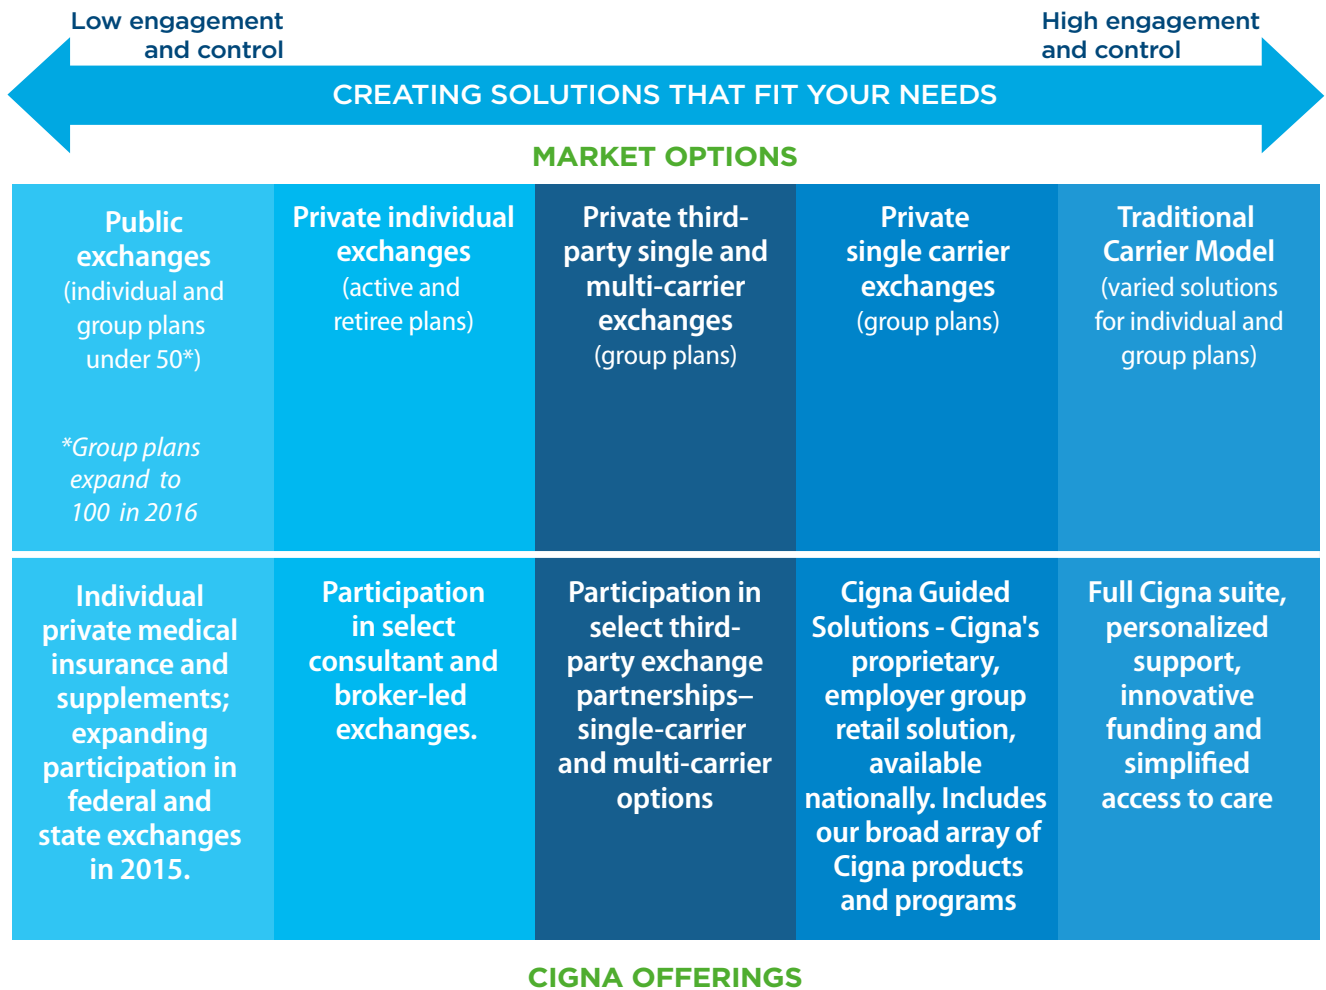 Low engagement
and control
High engagement
and control
CREATING SOLUTIONS THAT FIT YOUR NEEDS
MARKET OPTIONS
Public
exchanges
(individual and
group plans
under 50*)
*Group plans
expand to
100 in 2016
Private individual
exchanges
(active and
retiree plans)
Private third-
party single and
multi-carrier
exchanges
(group plans)
Private
single carrier
exchanges
(group plans)
Traditional
Carrier Model
(varied solutions
for individual and
group plans)
Individual
private medical
insurance and
supplements;
expanding
participation in
federal and
state exchanges
in 2015.
Participation
in select
consultant and
broker-led
exchanges.
Participation in
select third-
party exchange
partnerships–
single-carrier
and multi-carrier
options
Cigna Guided
Solutions - Cigna's
proprietary,
employer group
retail solution,
available
nationally. Includes
our broad array of
Cigna products
and programs
Full Cigna suite,
personalized
support,
innovative
funding and
simplified
access to care
CIGNA OFFERINGS